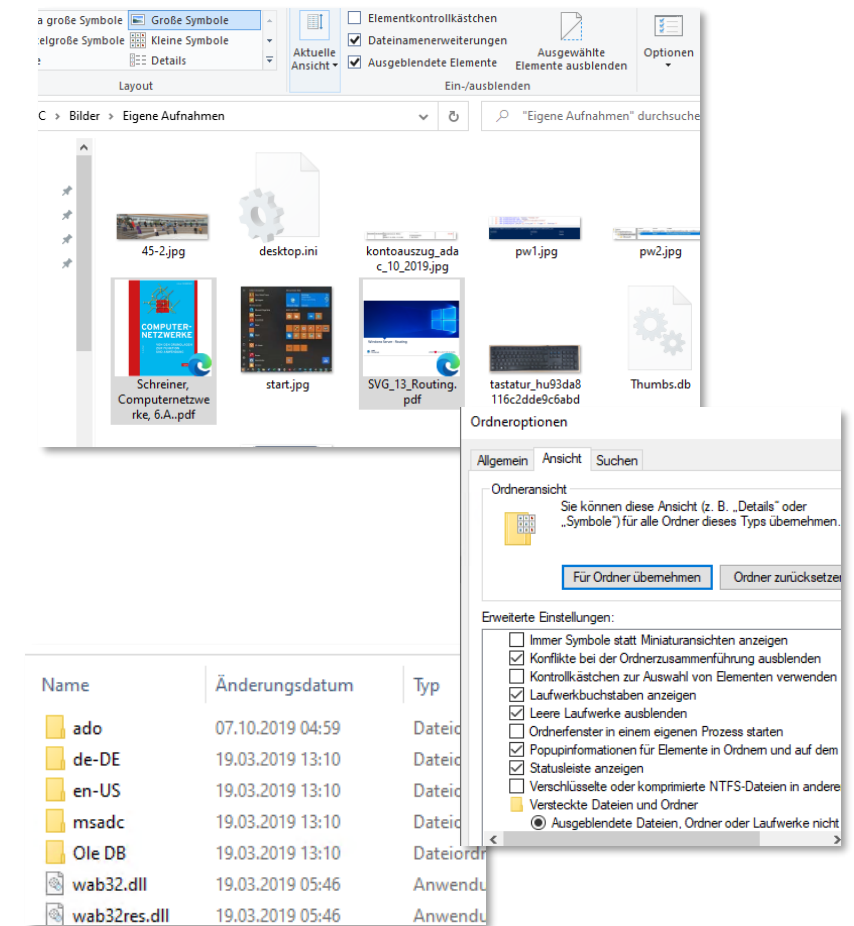 a große Symbole Große Symbole
telgroße Symbole Kleine Symbole
e Details
Layout
Aktuelle
Ansicht
Elementkontrollkästchen
Dateinamenerweiterungen
Ausgeblendete Elemente
Ausgewählte
Elemente ausblenden
Ein-/ausblenden
Optionen
C > Bilder > Eigene Aufnahmen
"Eigene Aufnahmen" durchsuche
45-2.jpg
desktop.ini
kontoauszug_ada
c_10_2019.jpg
pw1.jpg
pw2.jpg
COMPUTER-
NETZWERKE
Schreiner,
Computernetzwe
rke, 6.A..pdf
start.jpg
Windows Server - Routing
SVG_13_Routing.
pdf
tastatur_hu93da8
116c2dde9c6abd
Thumbs.db
Ordneroptionen
Allgemein Ansicht Suchen
Ordneransicht
Sie können diese Ansicht (z. B. „Details" oder
„Symbole") für alle Ordner dieses Typs übernehmen.
Für Ordner übernehmen Ordner zurücksetzen
Erweiterte Einstellungen:
Immer Symbole statt Miniaturansichten anzeigen
Konflikte bei der Ordnerzusammenführung ausblenden
Kontrollkästchen zur Auswahl von Elementen verwenden
Laufwerkbuchstaben anzeigen
Leere Laufwerke ausblenden
Ordnerfenster in einem eigenen Prozess starten
Popupinformationen für Elemente in Ordnern und auf dem
Statusleiste anzeigen
Verschlüsselte oder komprimierte NTFS-Dateien in andere
Versteckte Dateien und Ordner
Ausgeblendete Dateien, Ordner oder Laufwerke nicht
Name Änderungsdatum Typ
ado 07.10.2019 04:59 Dateio
de-DE 19.03.2019 13:10 Dateio
en-US 19.03.2019 13:10 Dateio
msadc 19.03.2019 13:10 Dateio
Ole DB 19.03.2019 13:10 Dateiordr
wab32.dll 19.03.2019 05:46 Anwendu
wab32res.dll 19.03.2019 05:46 Anwendu